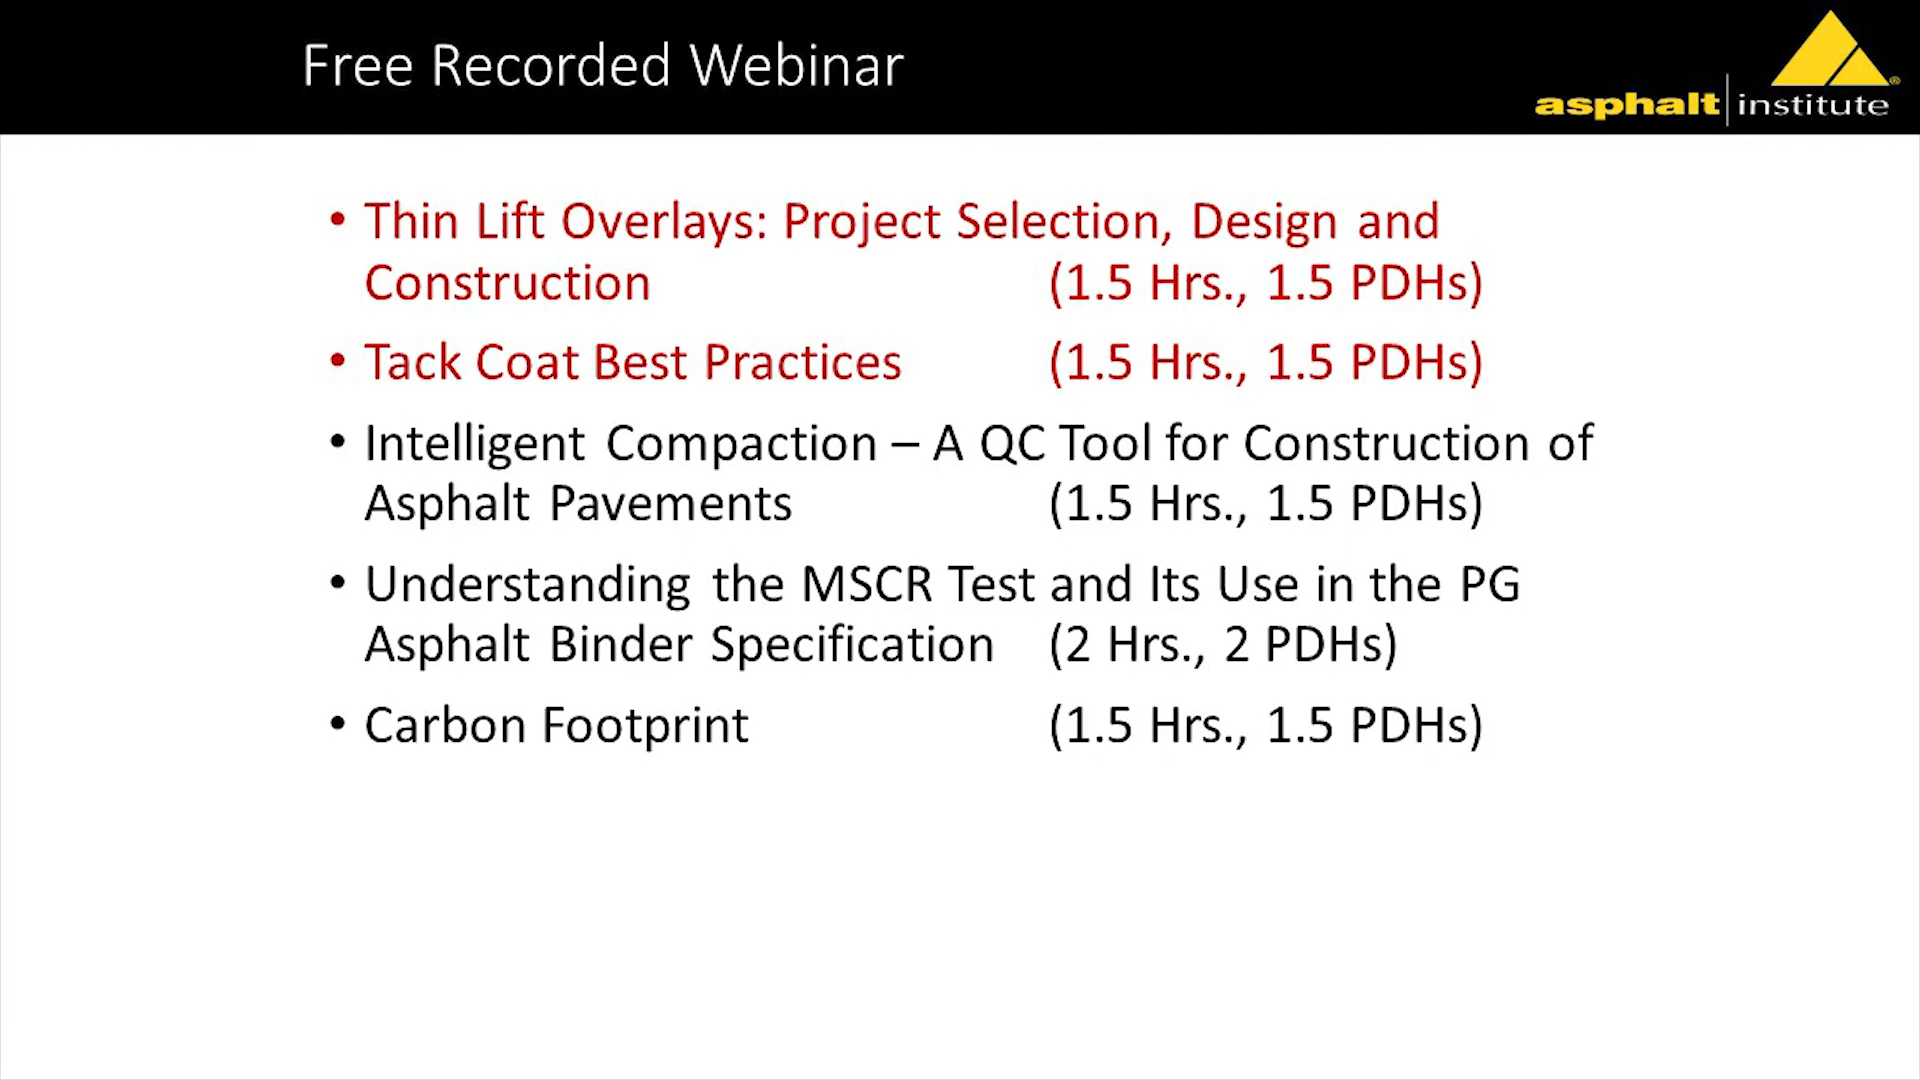 Free Recorded Webinar
asphalt institute
• Thin Lift Overlays: Project Selection, Design and
Construction (1.5 Hrs., 1.5 PDHs)
• Tack Coat Best Practices (1.5 Hrs., 1.5 PDHs)
• Intelligent Compaction – A QC Tool for Construction of
Asphalt Pavements (1.5 Hrs., 1.5 PDHs)
• Understanding the MSCR Test and Its Use in the PG
Asphalt Binder Specification (2 Hrs., 2 PDHs)
• Carbon Footprint (1.5 Hrs., 1.5 PDHs)